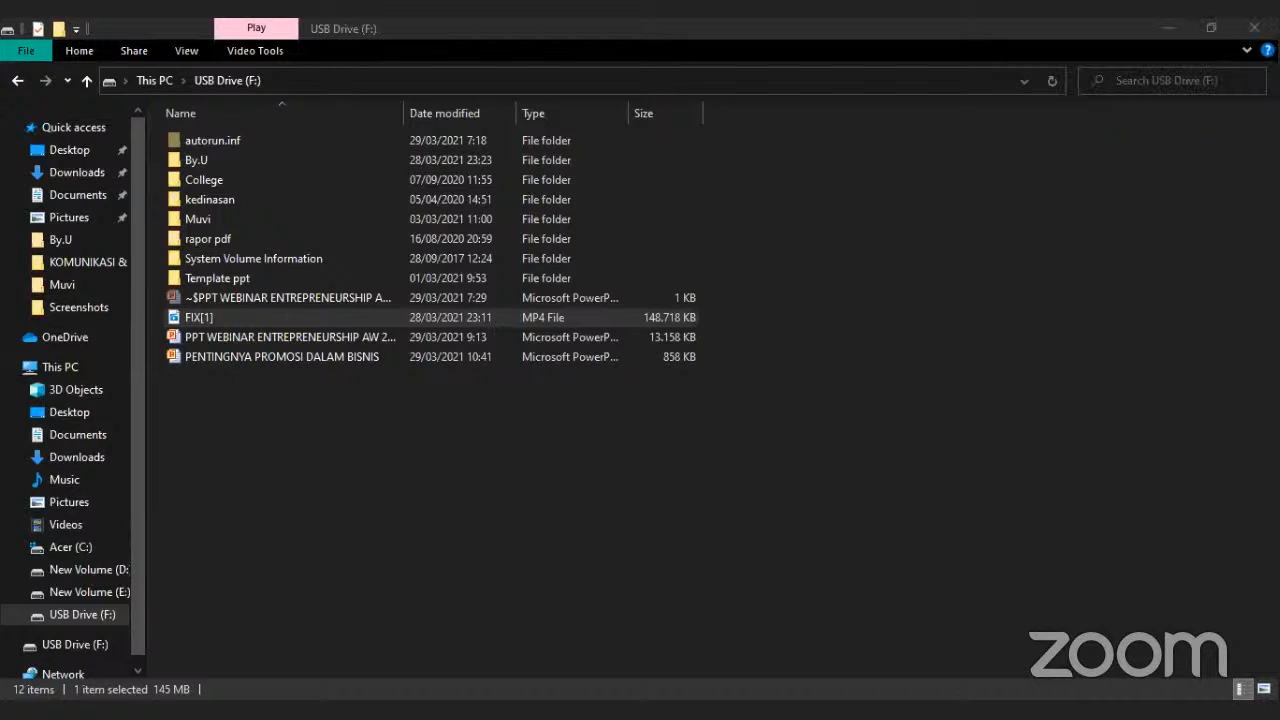 Play USB Drive (F:)
File Home Share View Video Tools
This PC USB Drive (F:) Search USB Drive (F:)
Name Date modified Type Size
Quick access
Desktop
Downloads
Documents
Pictures
By.U
KOMUNIKASI &
Muvi
Screenshots
OneDrive
This PC
3D Objects
Desktop
Documents
Downloads
Music
Pictures
Videos
Acer (C:)
New Volume (D:
New Volume (E:)
USB Drive (F:)
USB Drive (F:)
Network
autorun.inf 29/03/2021 7:18 File folder
By.U 28/03/2021 23:23 File folder
College 07/09/2020 11:55 File folder
kedinasan 05/04/2020 14:51 File folder
Muvi 03/03/2021 11:00 File folder
rapor pdf 16/08/2020 20:59 File folder
System Volume Information 28/09/2017 12:24 File folder
Template ppt 01/03/2021 9:53 File folder
~$PPT WEBINAR ENTREPRENEURSHIP A... 29/03/2021 7:29 Microsoft PowerP... 1 KB
FIX[1] 28/03/2021 23:11 MP4 File 148.718 KB
PPT WEBINAR ENTREPRENEURSHIP AW 2... 29/03/2021 9:13 Microsoft PowerP... 13.158 KB
PENTINGNYA PROMOSI DALAM BISNIS 29/03/2021 10:41 Microsoft PowerP... 858 KB
12 items 1 item selected 145 MB
zoom